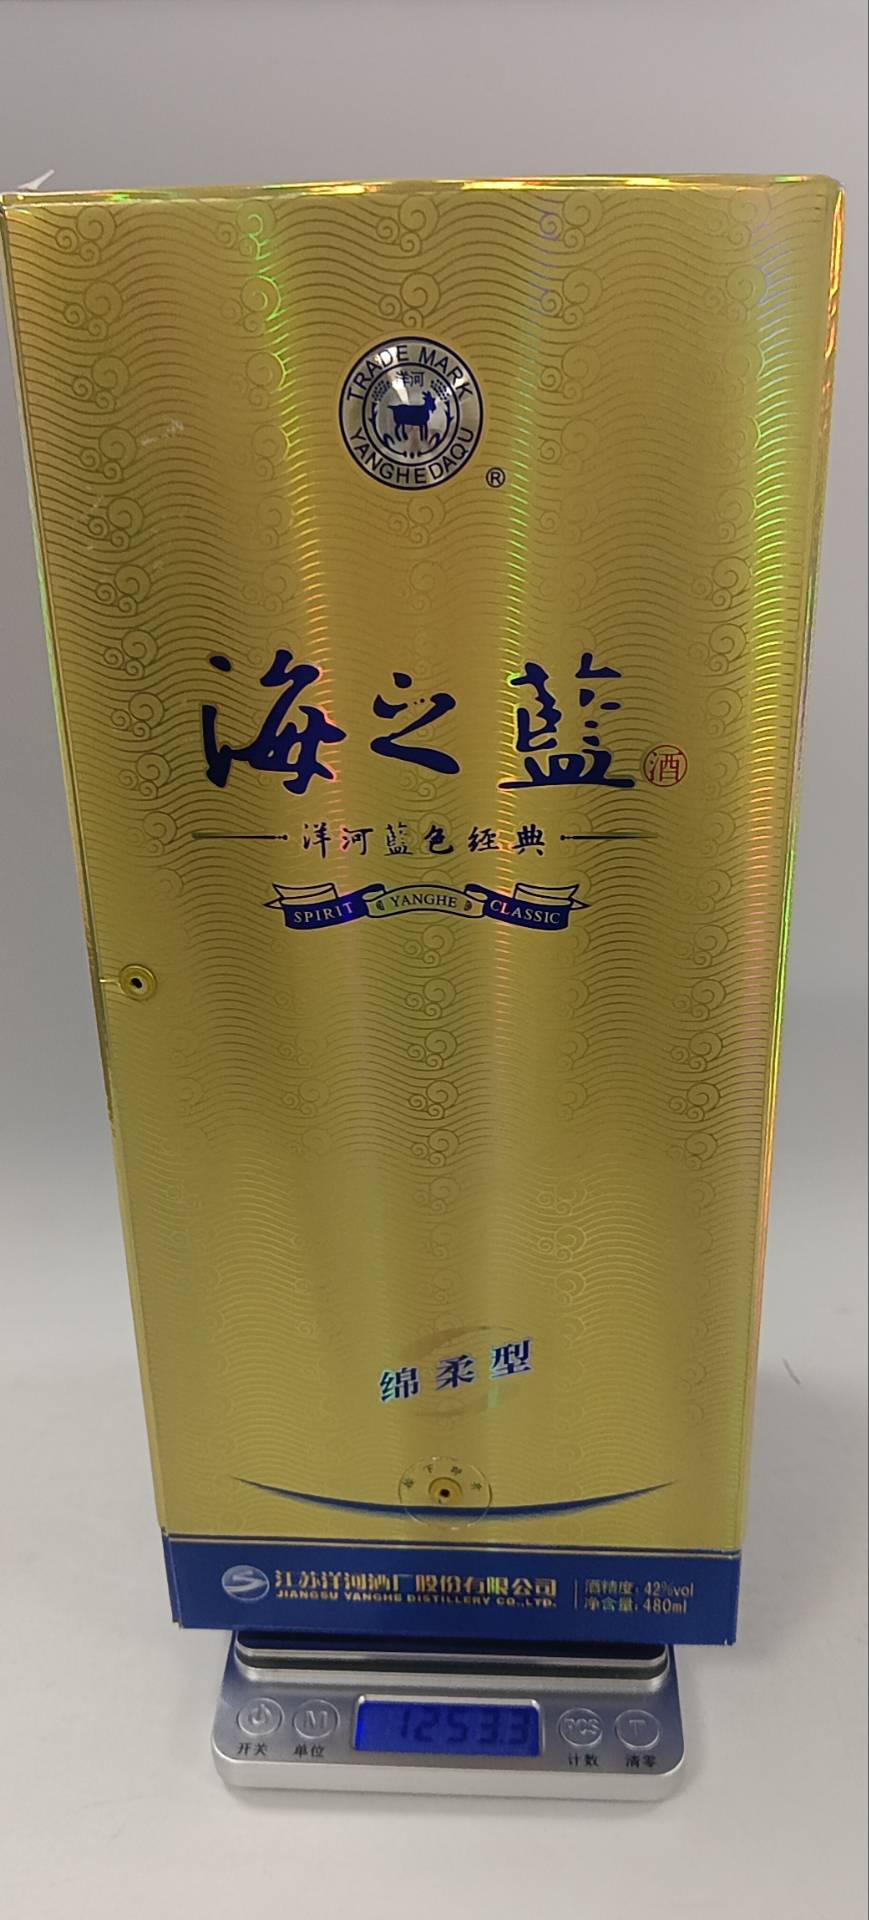 TRADE MARK
洋河
YANGHEDAQU
®
海之藍
酒
洋河藍色经典
SPIRIT YANGHE CLASSIC
绵柔型
江苏洋河酒厂股份有限公司
JIANGSU YANGHE DISTILLERY CO.,LTD.
酒精度: 42%vol
净含量: 480ml
M
1253.3
PCS
T
开关
单位
计数
清零